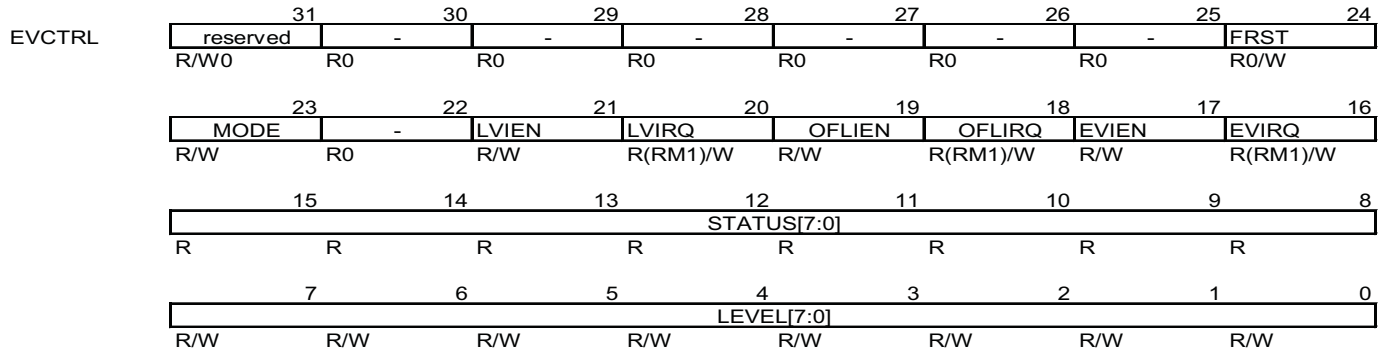 31 30 29 28 27 26 25 24
EVCTRL reserved - - - - - - FRST
R/W0 R0 R0 R0 R0 R0 R0 R0/W
23 22 21 20 19 18 17 16
MODE - LVIEN LVIRQ OFLIEN OFLIRQ EVIEN EVIRQ
R/W R0 R/W R(RM1)/W R/W R(RM1)/W R/W R(RM1)/W
15 14 13 12 11 10 9 8
STATUS[7:0]
R R R R R R R R
7 6 5 4 3 2 1 0
LEVEL[7:0]
R/W R/W R/W R/W R/W R/W R/W R/W